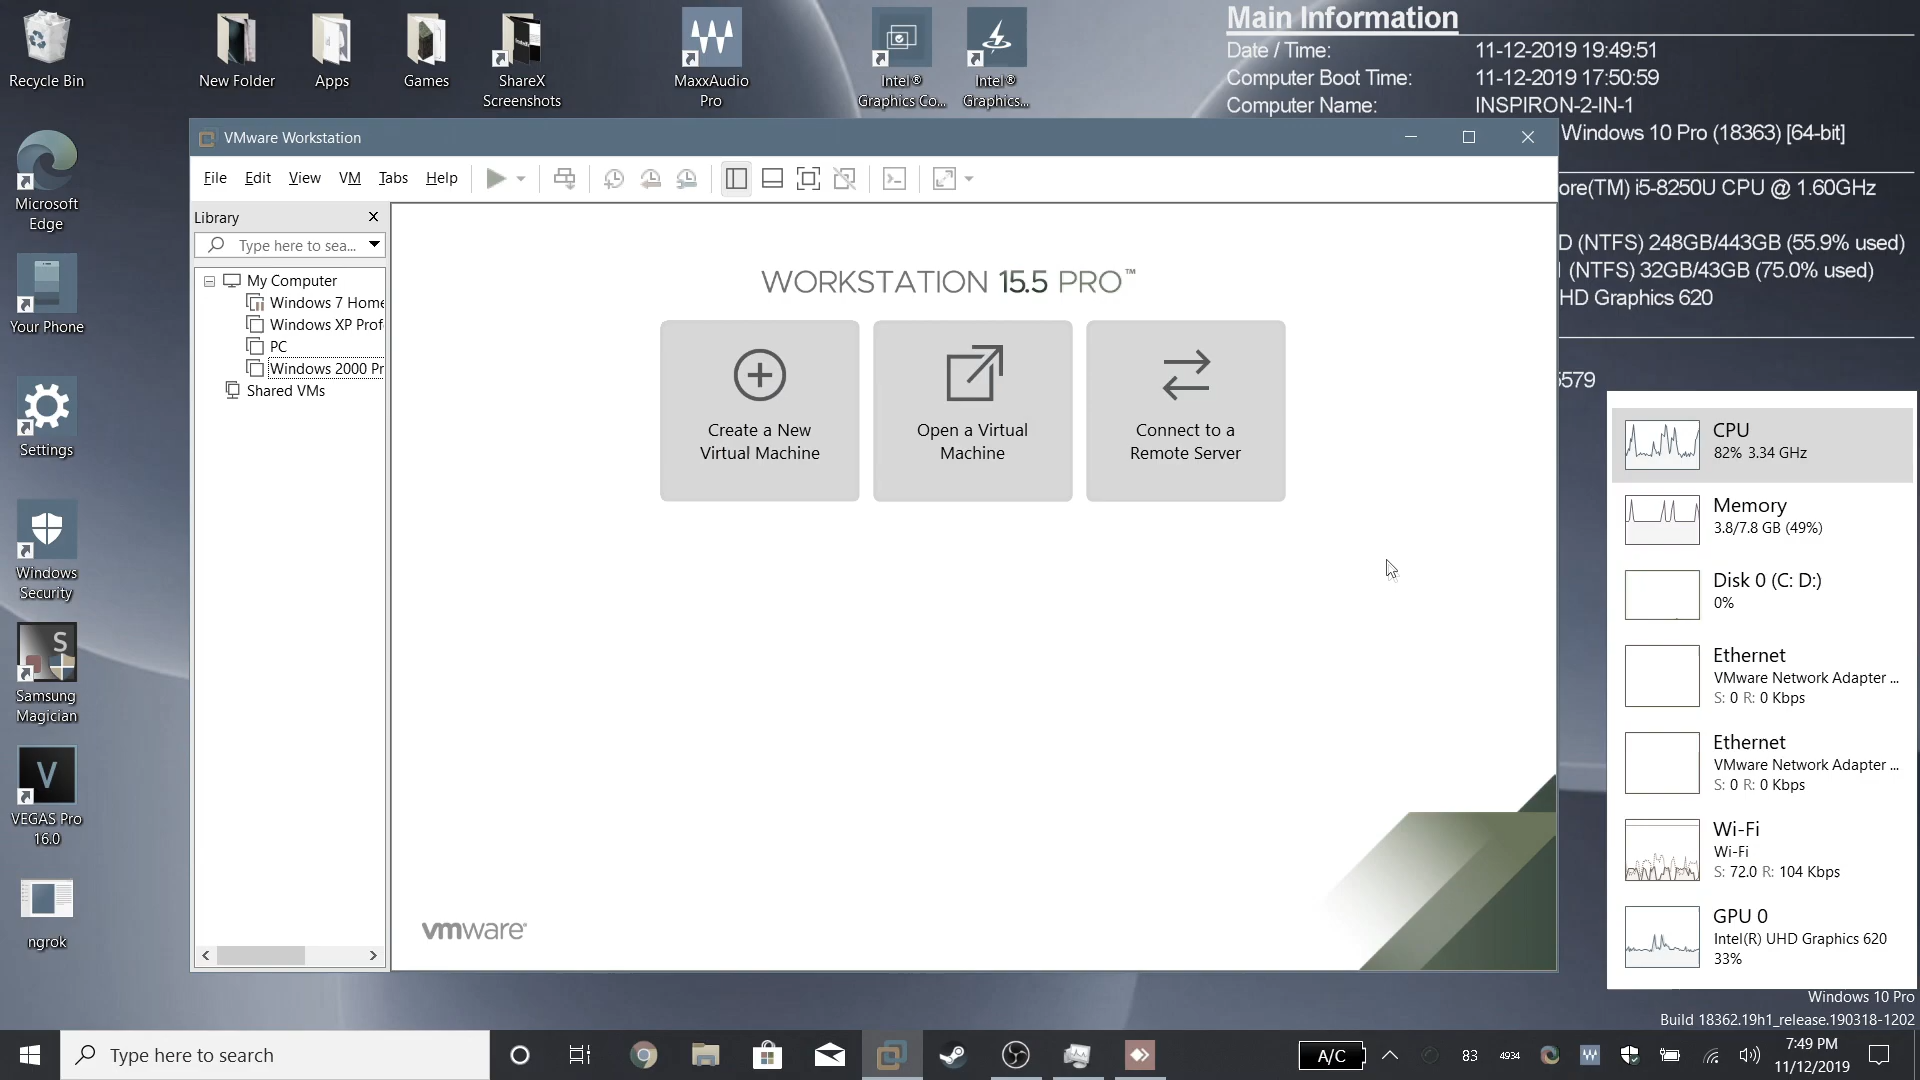 Recycle Bin
New Folder
Apps
Games
ShareX
Screenshots
MaxxAudio
Pro
Intel®
Graphics Co...
Intel®
Graphics...
Main Information
Date / Time: 11-12-2019 19:49:51
Computer Boot Time: 11-12-2019 17:50:59
Computer Name: INSPIRON-2-IN-1
Windows 10 Pro (18363) [64-bit]
ore(TM) i5-8250U CPU @ 1.60GHz
D (NTFS) 248GB/443GB (55.9% used)
(NTFS) 32GB/43GB (75.0% used)
HD Graphics 620
5579
Microsoft
Edge
Your Phone
Settings
Windows
Security
S
Samsung
Magician
V
VEGAS Pro
16.0
ngrok
VMware Workstation
File Edit View VM Tabs Help
Library
Type here to sea...
My Computer
Windows 7 Home
Windows XP Prof
PC
Windows 2000 Pr
Shared VMs
WORKSTATION 15.5 PRO™
Create a New
Virtual Machine
Open a Virtual
Machine
Connect to a
Remote Server
vmware®
CPU
82% 3.34 GHz
Memory
3.8/7.8 GB (49%)
Disk 0 (C: D:)
0%
Ethernet
VMware Network Adapter ...
S: 0 R: 0 Kbps
Ethernet
VMware Network Adapter ...
S: 0 R: 0 Kbps
Wi-Fi
Wi-Fi
S: 72.0 R: 104 Kbps
GPU 0
Intel(R) UHD Graphics 620
33%
Windows 10 Pro
Build 18362.19h1_release.190318-1202
Type here to search
A/C
83
4934
W
7:49 PM
11/12/2019